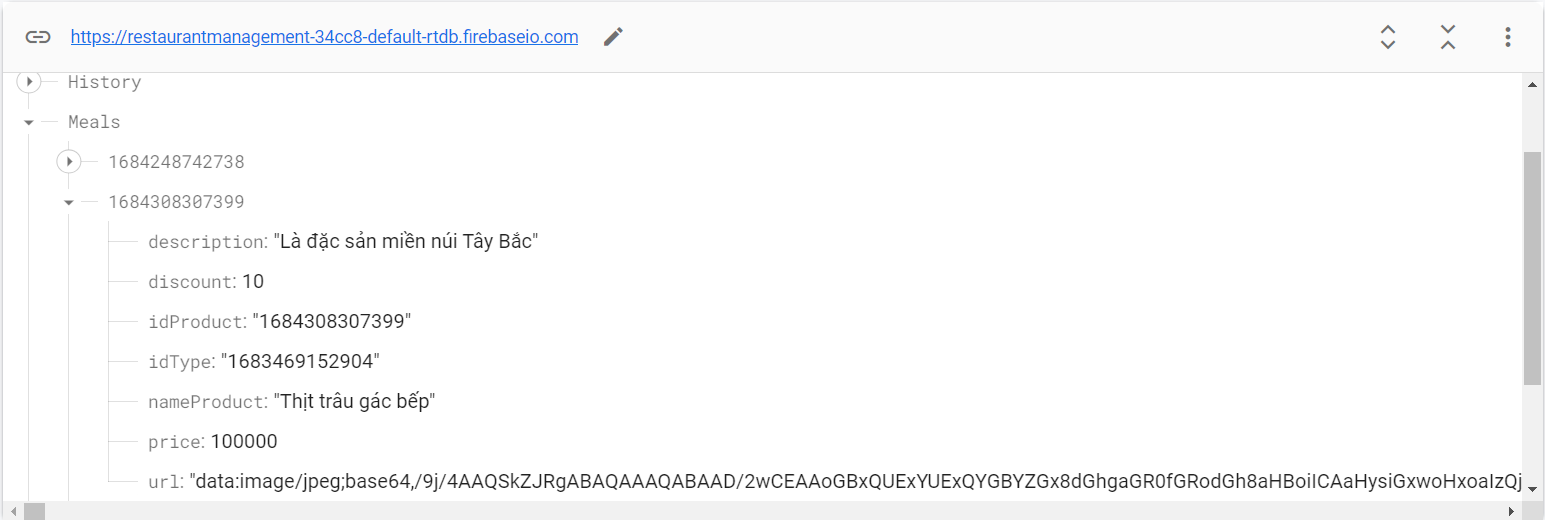 https://restaurantmanagement-34cc8-default-rtdb.firebaseio.com
History
Meals
1684248742738
1684308307399
description: "Là đặc sản miền núi Tây Bắc"
discount: 10
idProduct: "1684308307399"
idType: "1683469152904"
nameProduct: "Thịt trâu gác bếp"
price: 100000
url: "data:image/jpeg;base64,/9j/4AAQSkZJRgABAQAAAQABAAD/2wCEAAoGBxQUExYUExQYGBYZGx8dGhgaGR0fGRodGh8aHBoiICAaHysiGxwoHxoaIzQj